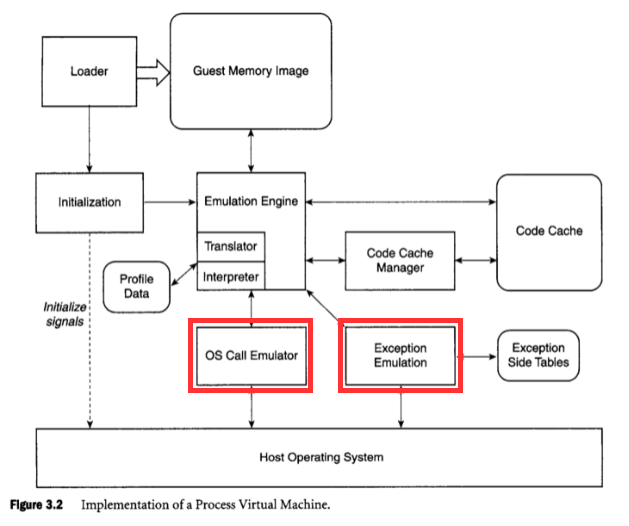 Loader
Guest Memory Image
Initialization
Emulation Engine
Translator
Interpreter
Code Cache
Code Cache
Manager
Profile
Data
Initialize
signals
OS Call Emulator
Exception
Emulation
Exception
Side Tables
Host Operating System
Figure 3.2 Implementation of a Process Virtual Machine.